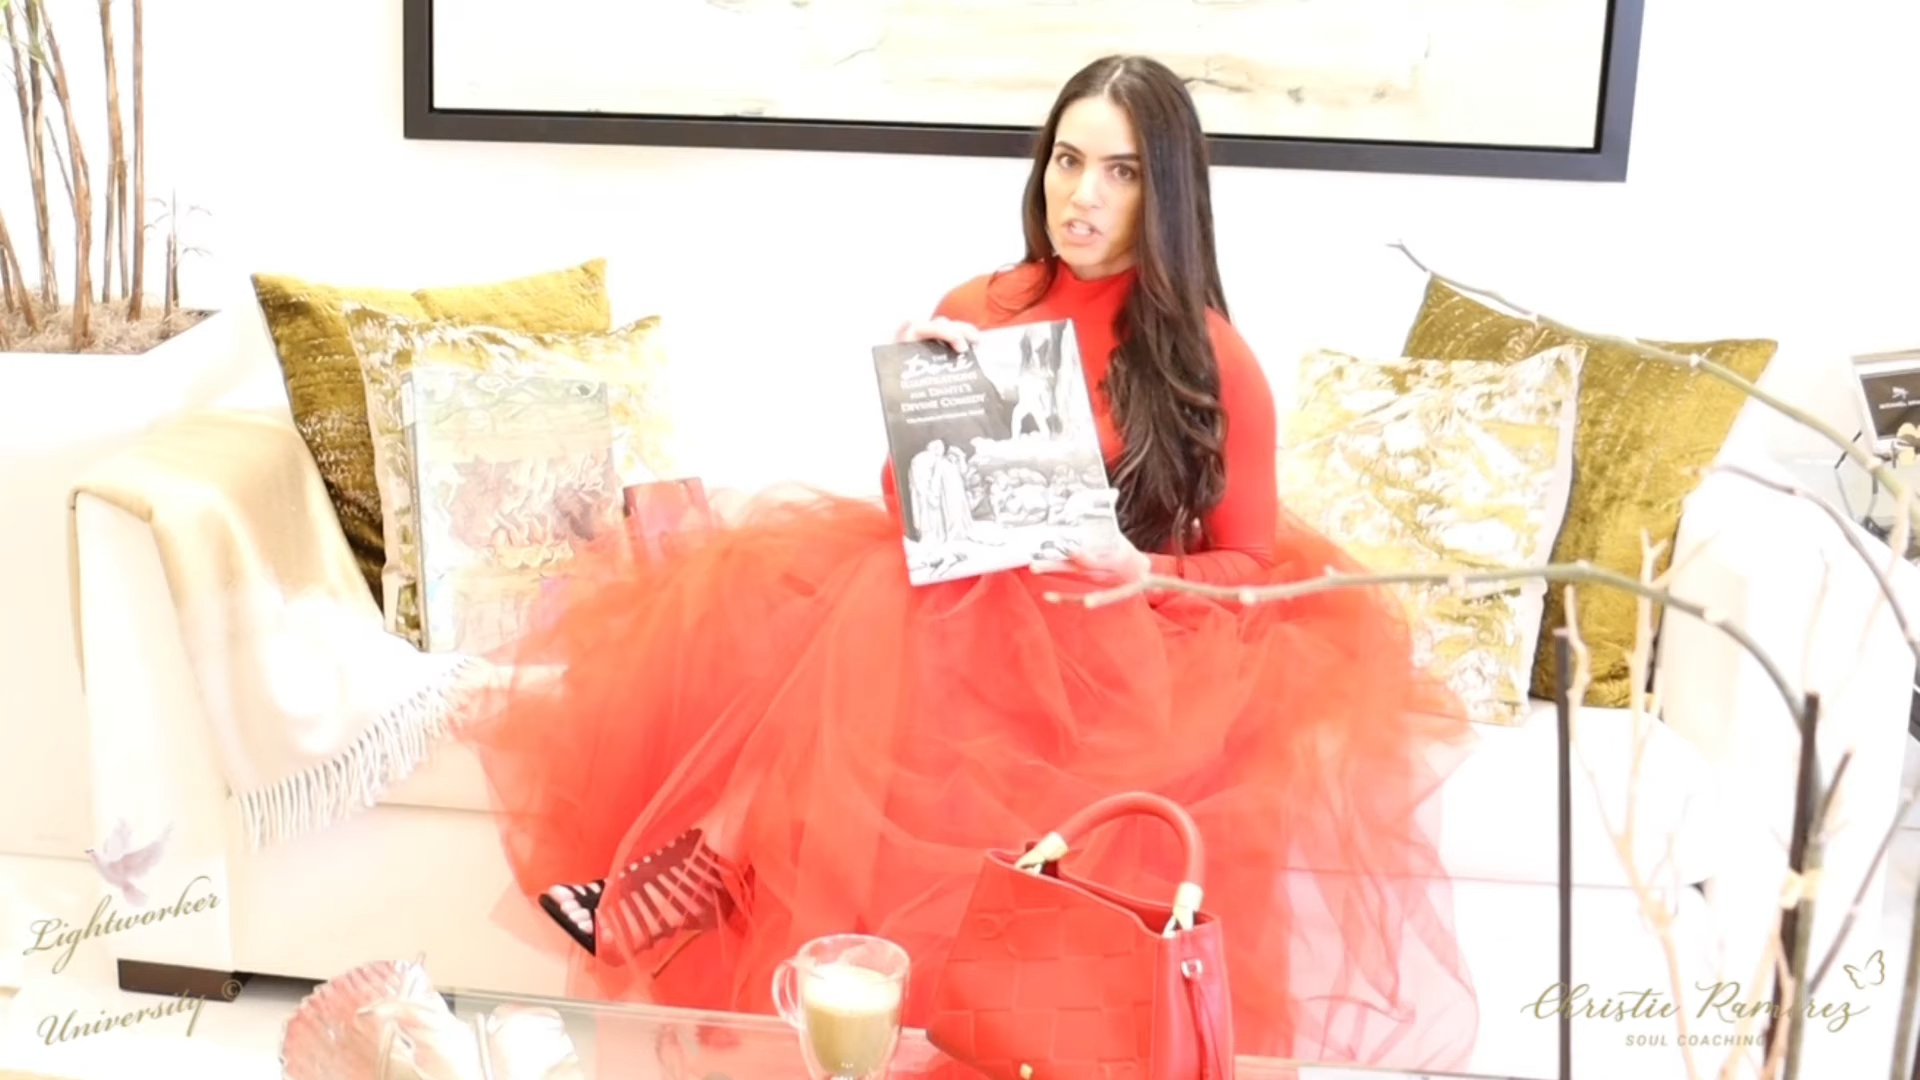 THE
Doré
ILLUSTRATIONS
FOR DANTE'S
DIVINE COMEDY
Lightworker
University ©
Christie Ramirez
SOUL COACHING